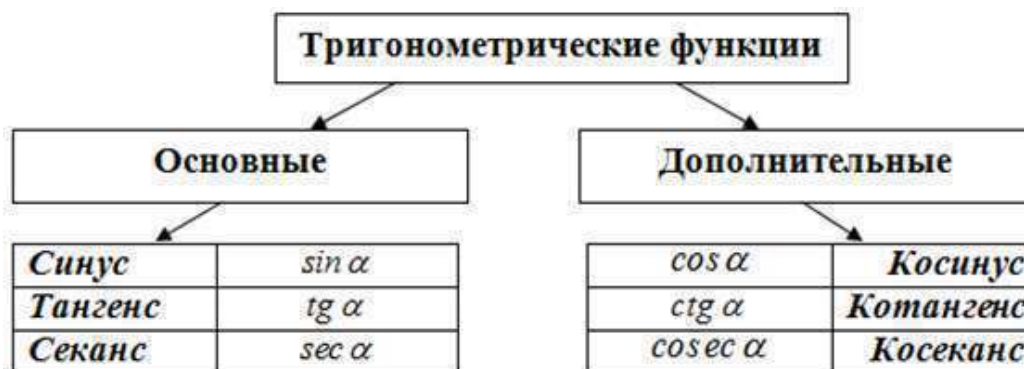 Тригонометрические функции
Основные
Дополнительные
Синус sin α cos α Косинус
Тангенс tg α ctg α Котангенс
Секанс sec α cosec α Косеканс